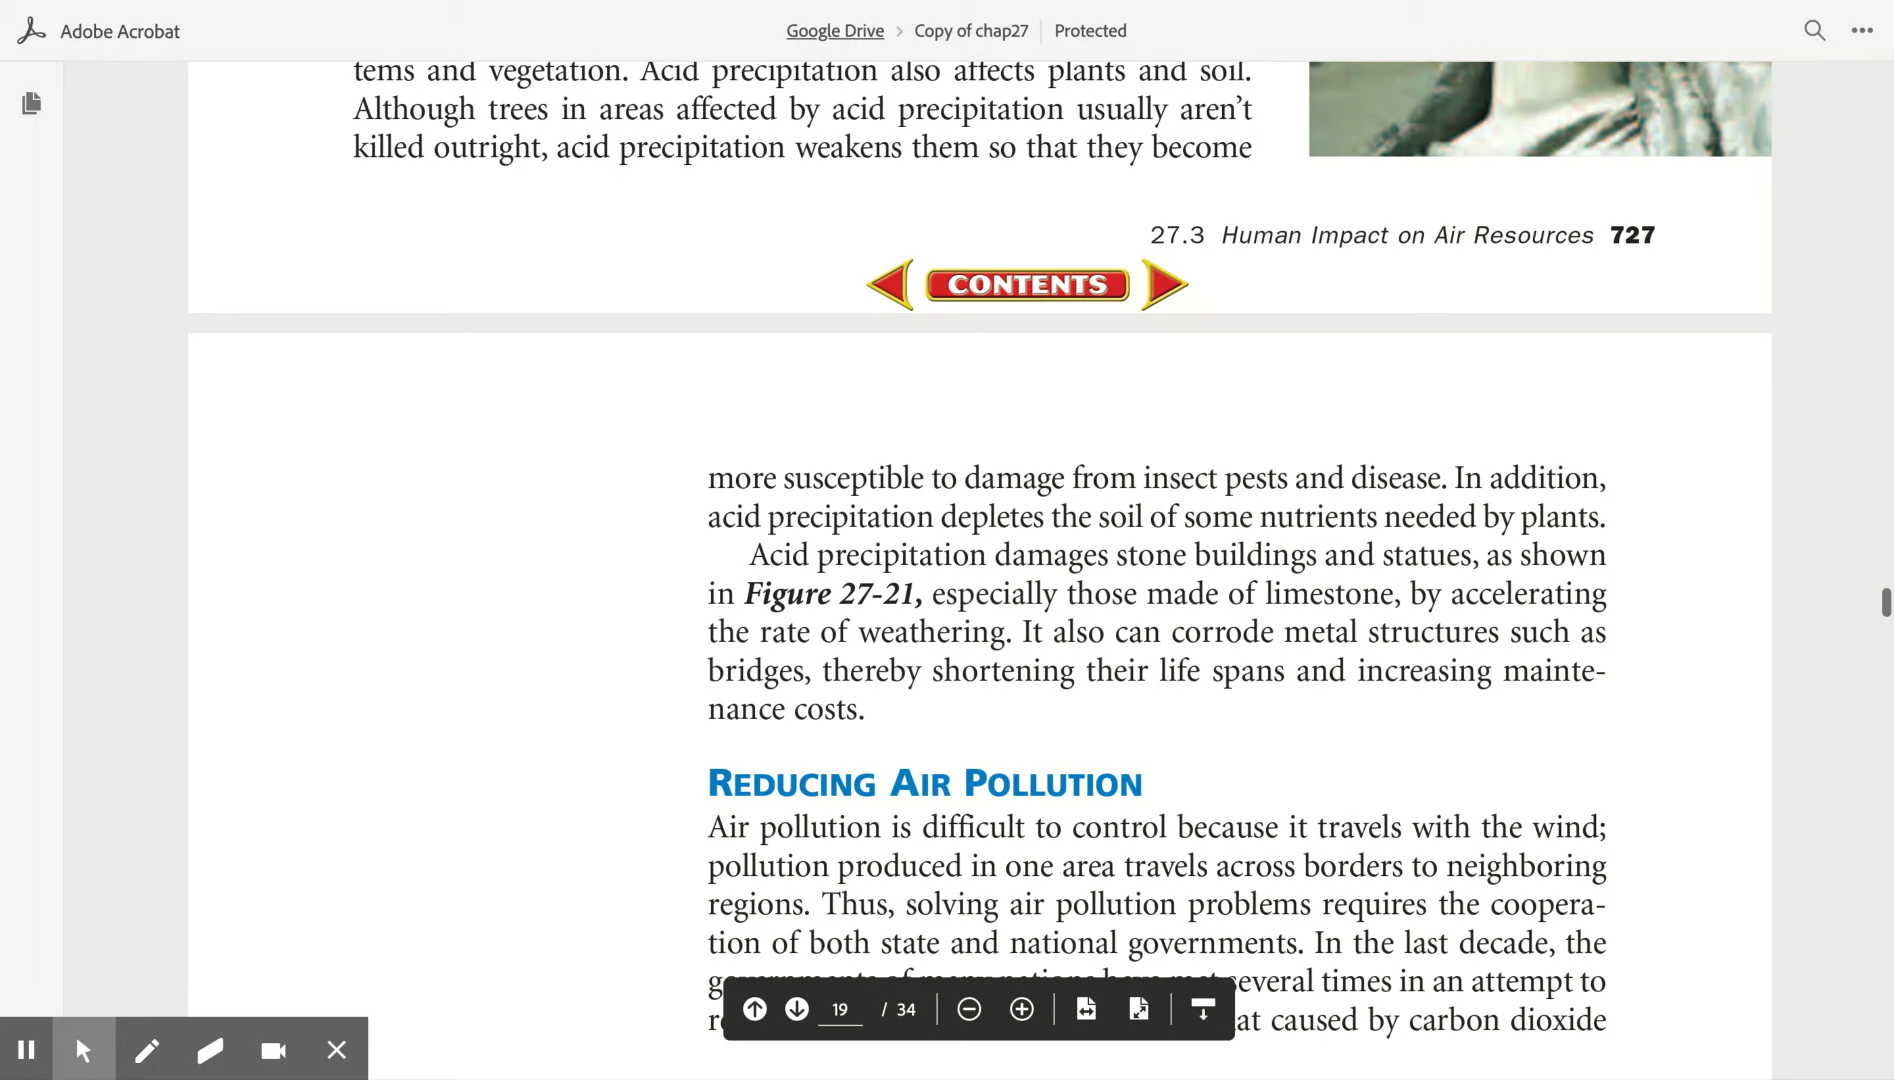 Adobe Acrobat
Google Drive > Copy of chap27 | Protected
tems and vegetation. Acid precipitation also affects plants and soil.
Although trees in areas affected by acid precipitation usually aren't
killed outright, acid precipitation weakens them so that they become
27.3 Human Impact on Air Resources 727
CONTENTS
more susceptible to damage from insect pests and disease. In addition,
acid precipitation depletes the soil of some nutrients needed by plants.
Acid precipitation damages stone buildings and statues, as shown
in Figure 27-21, especially those made of limestone, by accelerating
the rate of weathering. It also can corrode metal structures such as
bridges, thereby shortening their life spans and increasing mainte-
nance costs.
REDUCING AIR POLLUTION
Air pollution is difficult to control because it travels with the wind;
pollution produced in one area travels across borders to neighboring
regions. Thus, solving air pollution problems requires the coopera-
tion of both state and national governments. In the last decade, the
several times in an attempt to
caused by carbon dioxide
19 / 34